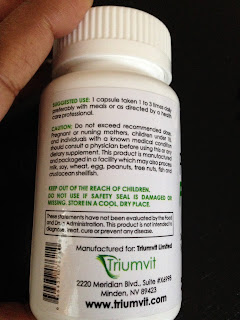 SUGGESTED USE: 1 capsule taken 1 to 3 times daily
preferably with meals or as directed by a health
care professional.
CAUTION: Do not exceed recommended dose.
Pregnant or nursing mothers, children under 18
and individuals with a known medical condition
should consult a physician before using this or any
dietary supplement. This product is manufactured
and packaged in a facility which may also process
milk, soy, wheat, egg, peanuts, tree nuts, fish and
crustacean shellfish.
KEEP OUT OF THE REACH OF CHILDREN.
DO NOT USE IF SAFETY SEAL IS DAMAGED OR
MISSING. STORE IN A COOL, DRY PLACE.
These statements have not been evaluated by the Food
and Drug Administration. This product is not intended to
diagnose, treat, cure or prevent any disease.
Manufactured for: Triumvit Limited
Triumvit
2220 Meridian Blvd., Suite #X6998
Minden, NV 89423
www.triumvit.com